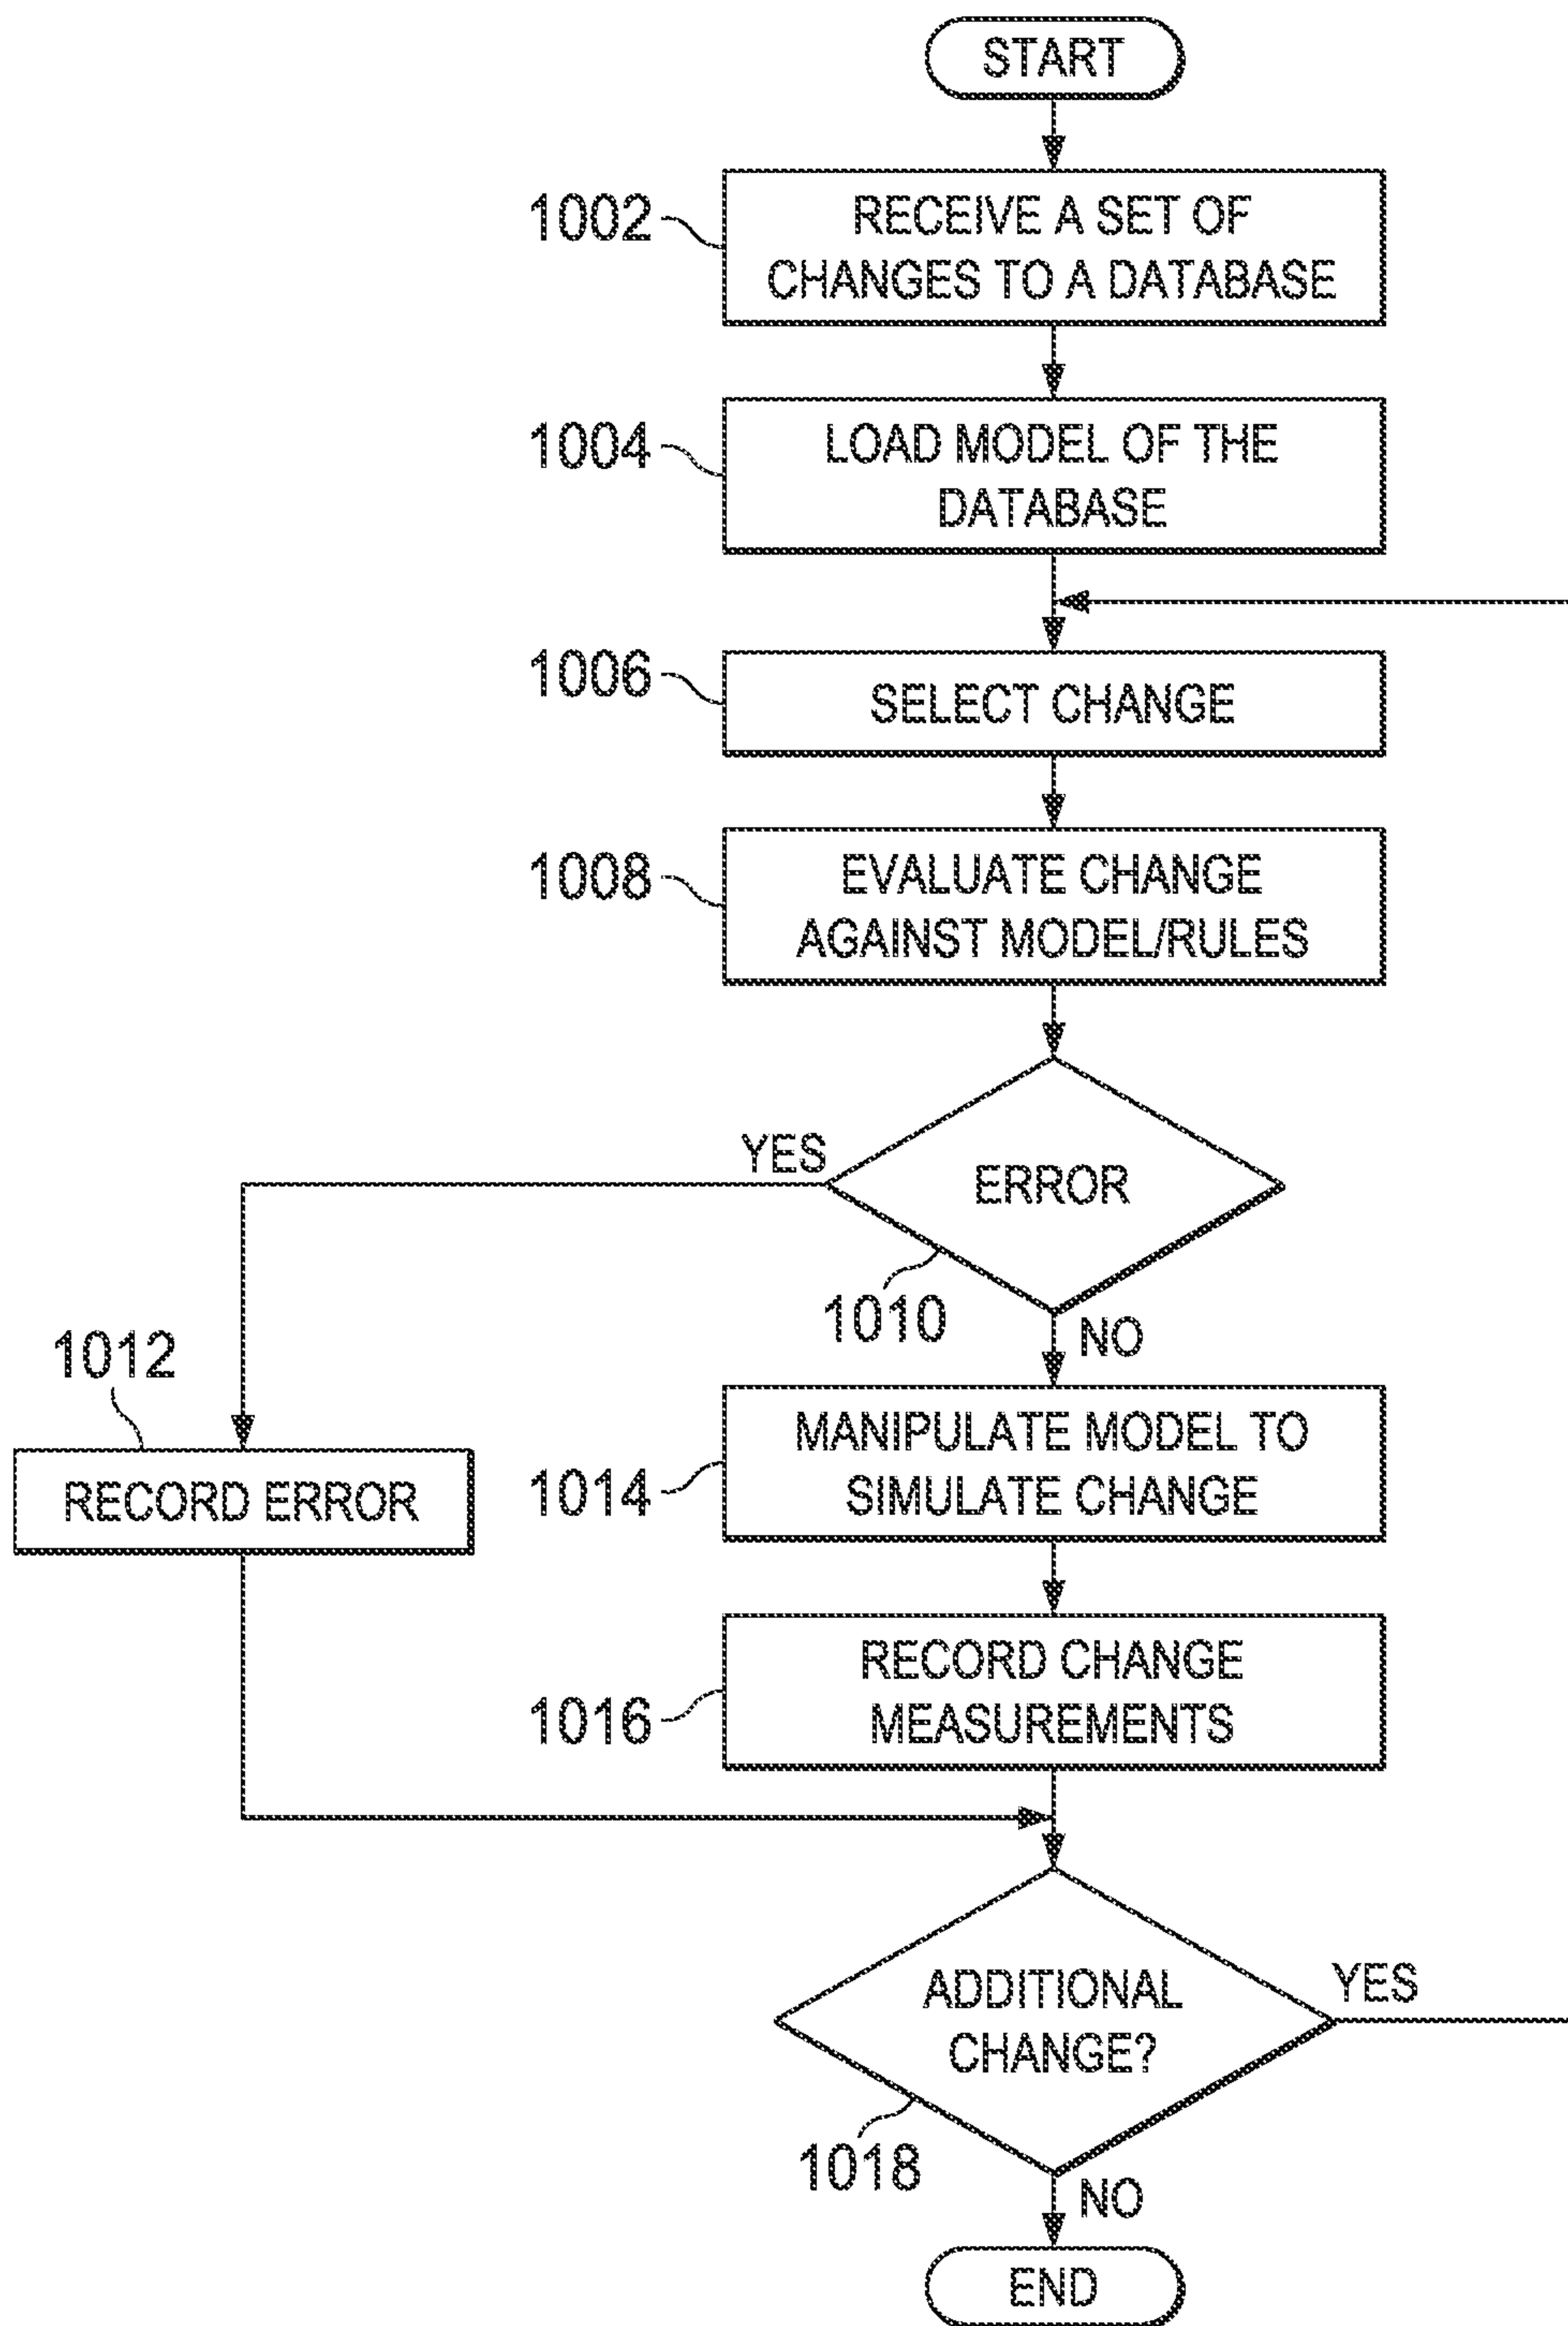 START
1002
RECEIVE A SET OF
CHANGES TO A DATABASE
1004
LOAD MODEL OF THE
DATABASE
1006
SELECT CHANGE
1008
EVALUATE CHANGE
AGAINST MODEL/RULES
YES
ERROR
1010
NO
1012
RECORD ERROR
1014
MANIPULATE MODEL TO
SIMULATE CHANGE
1016
RECORD CHANGE
MEASUREMENTS
ADDITIONAL
CHANGE?
YES
1018
NO
END